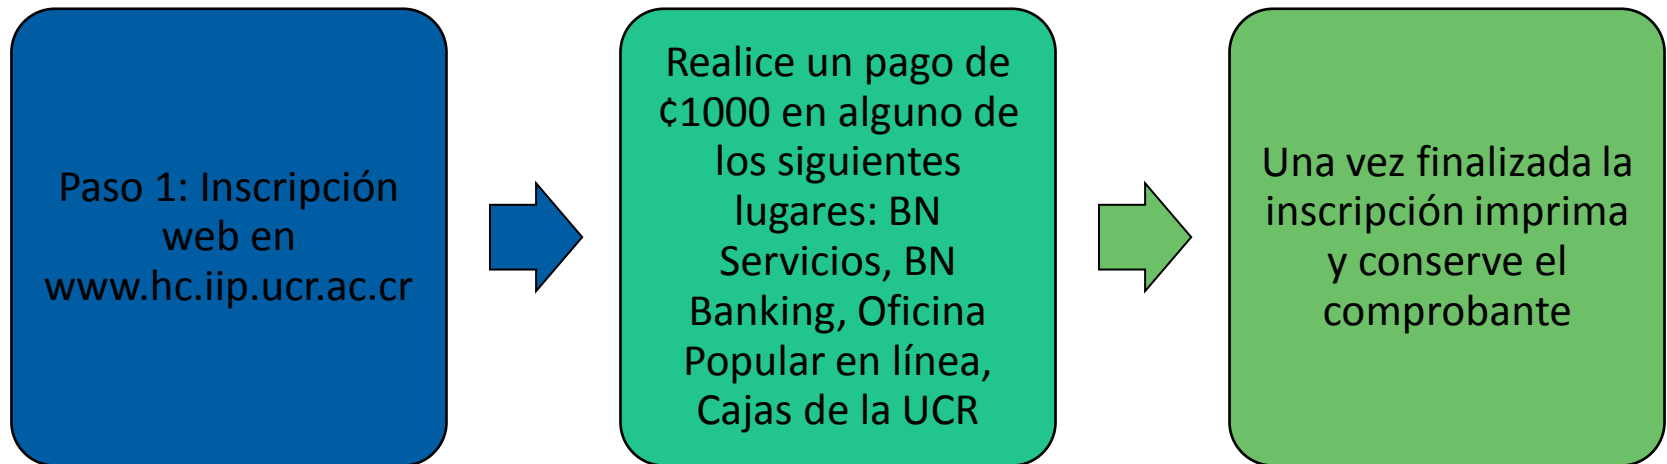 Paso 1: Inscripción
web en
www.hc.iip.ucr.ac.cr
Realice un pago de
¢1000 en alguno de
los siguientes
lugares: BN
Servicios, BN
Banking, Oficina
Popular en línea,
Cajas de la UCR
Una vez finalizada la
inscripción imprima
y conserve el
comprobante